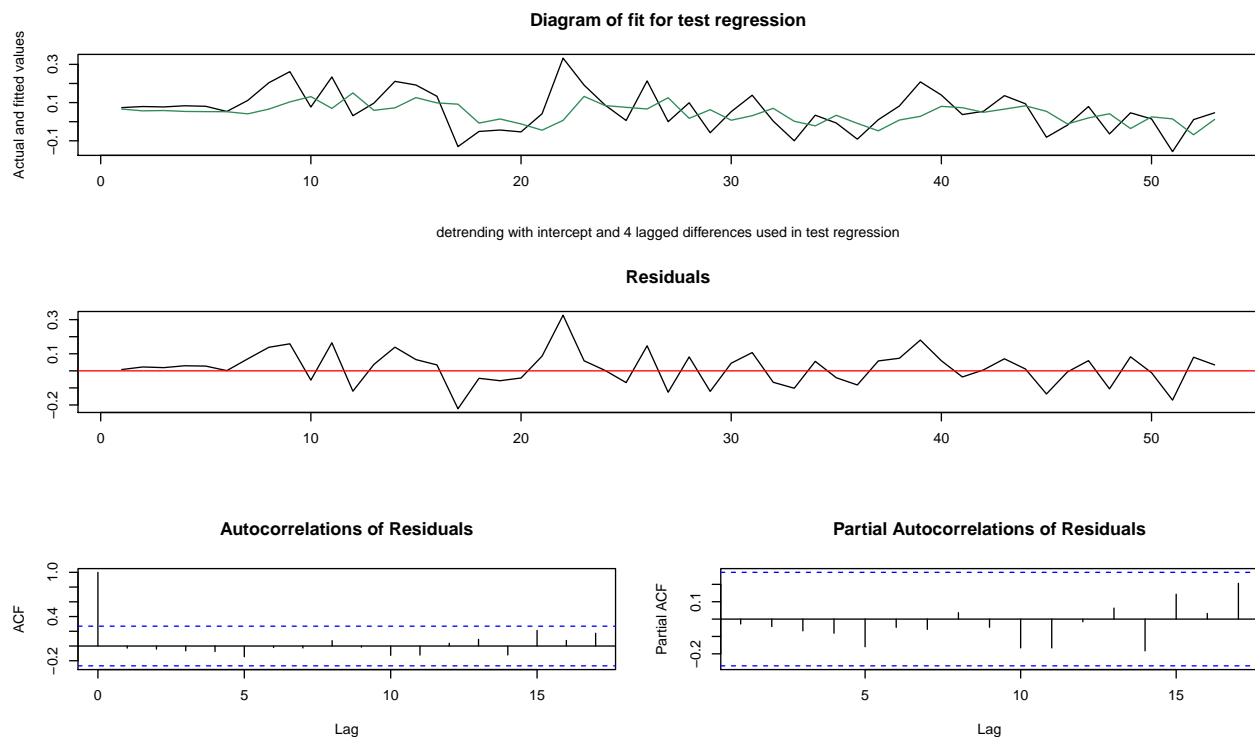 Diagram of fit for test regression
Actual and fitted values
0.3
0.1
−0.1
0 10 20 30 40 50
detrending with intercept and 4 lagged differences used in test regression
Residuals
0.3
0.1
−0.2
0 10 20 30 40 50
Autocorrelations of Residuals
ACF
1.0
0.4
−0.2
0 5 10 15
Lag
Partial Autocorrelations of Residuals
Partial ACF
0.1
−0.2
5 10 15
Lag